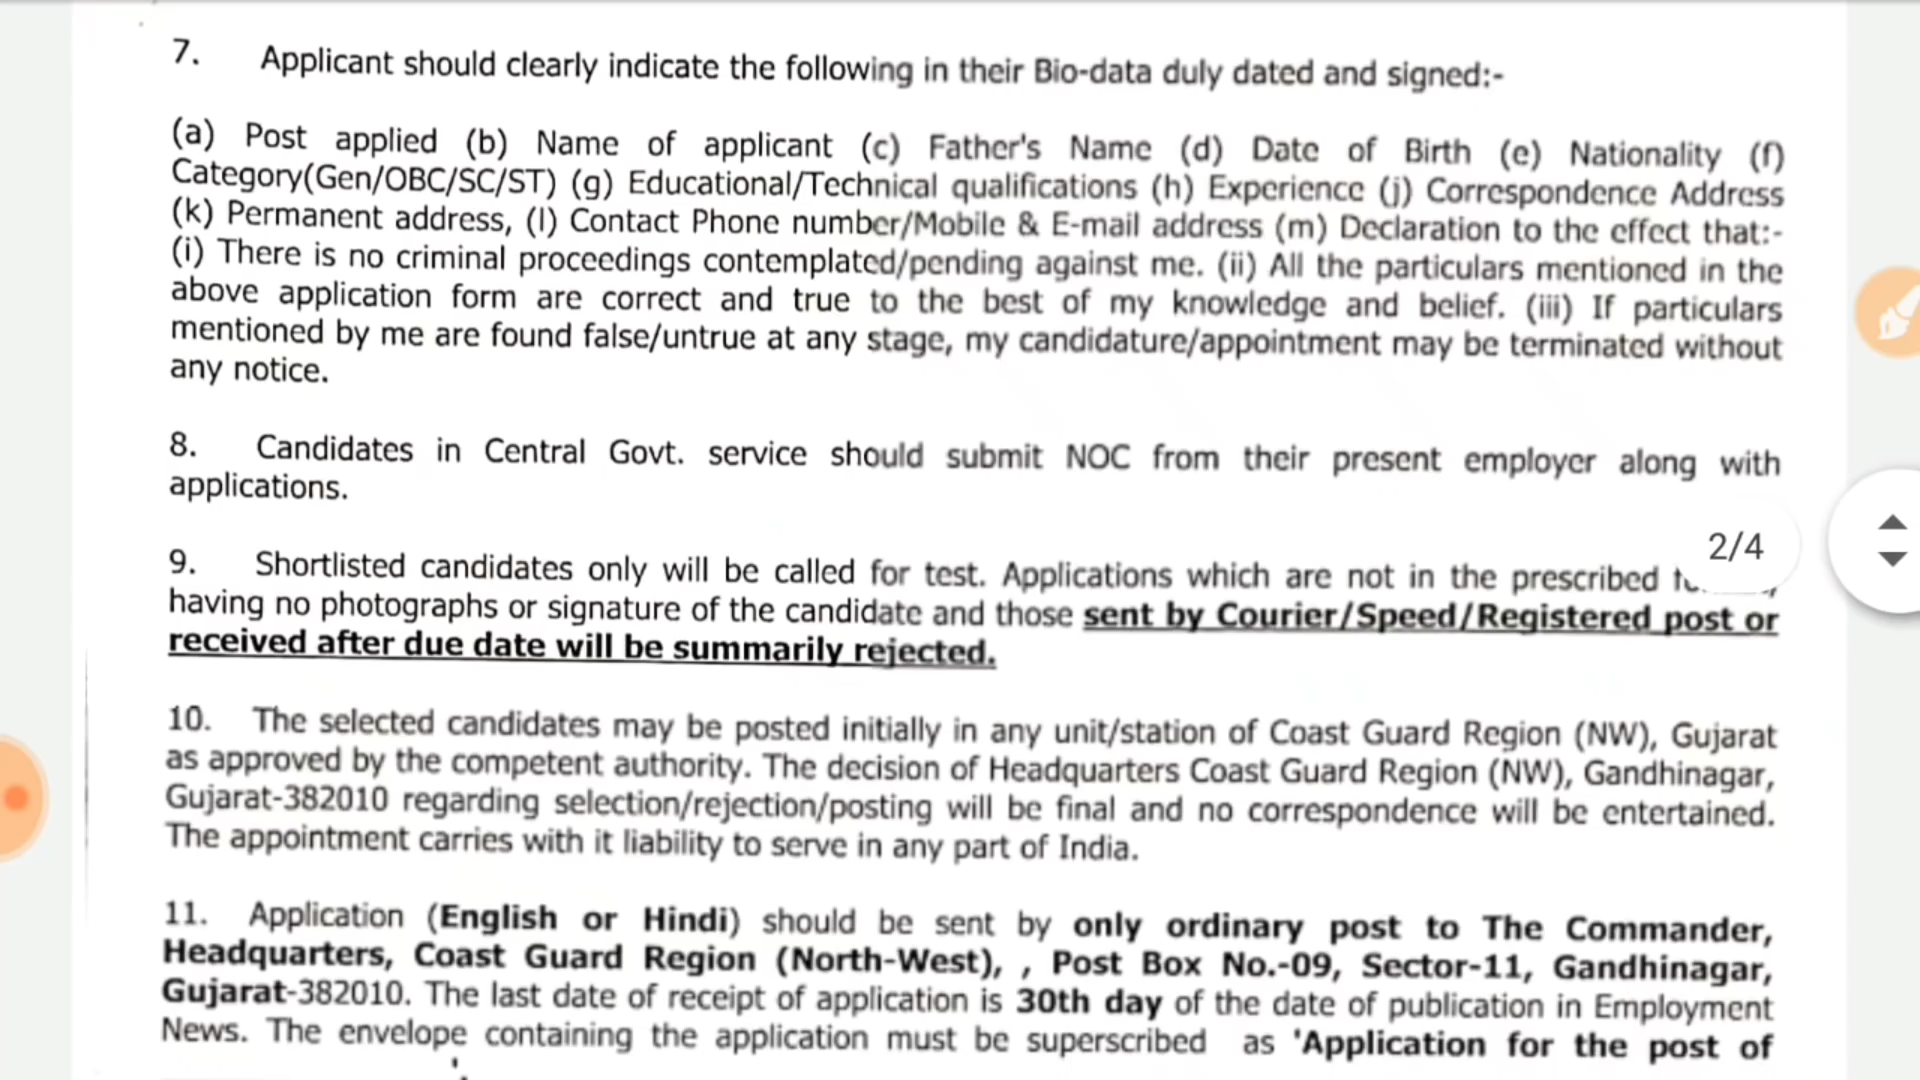 7. Applicant should clearly indicate the following in their Bio-data duly dated and signed:-
(a) Post applied (b) Name of applicant (c) Father's Name (d) Date of Birth (e) Nationality (f)
Category(Gen/OBC/SC/ST) (g) Educational/Technical qualifications (h) Experience (j) Correspondence Address
(k) Permanent address, (l) Contact Phone number/Mobile & E-mail address (m) Declaration to the effect that:-
(i) There is no criminal proceedings contemplated/pending against me. (ii) All the particulars mentioned in the
above application form are correct and true to the best of my knowledge and belief. (iii) If particulars
mentioned by me are found false/untrue at any stage, my candidature/appointment may be terminated without
any notice.
8. Candidates in Central Govt. service should submit NOC from their present employer along with
applications.
2/4
9. Shortlisted candidates only will be called for test. Applications which are not in the prescribed
having no photographs or signature of the candidate and those sent by Courier/Speed/Registered post or
received after due date will be summarily rejected.
10. The selected candidates may be posted initially in any unit/station of Coast Guard Region (NW), Gujarat
as approved by the competent authority. The decision of Headquarters Coast Guard Region (NW), Gandhinagar,
Gujarat-382010 regarding selection/rejection/posting will be final and no correspondence will be entertained.
The appointment carries with it liability to serve in any part of India.
11. Application (English or Hindi) should be sent by only ordinary post to The Commander,
Headquarters, Coast Guard Region (North-West), , Post Box No.-09, Sector-11, Gandhinagar,
Gujarat-382010. The last date of receipt of application is 30th day of the date of publication in Employment
News. The envelope containing the application must be superscribed as 'Application for the post of